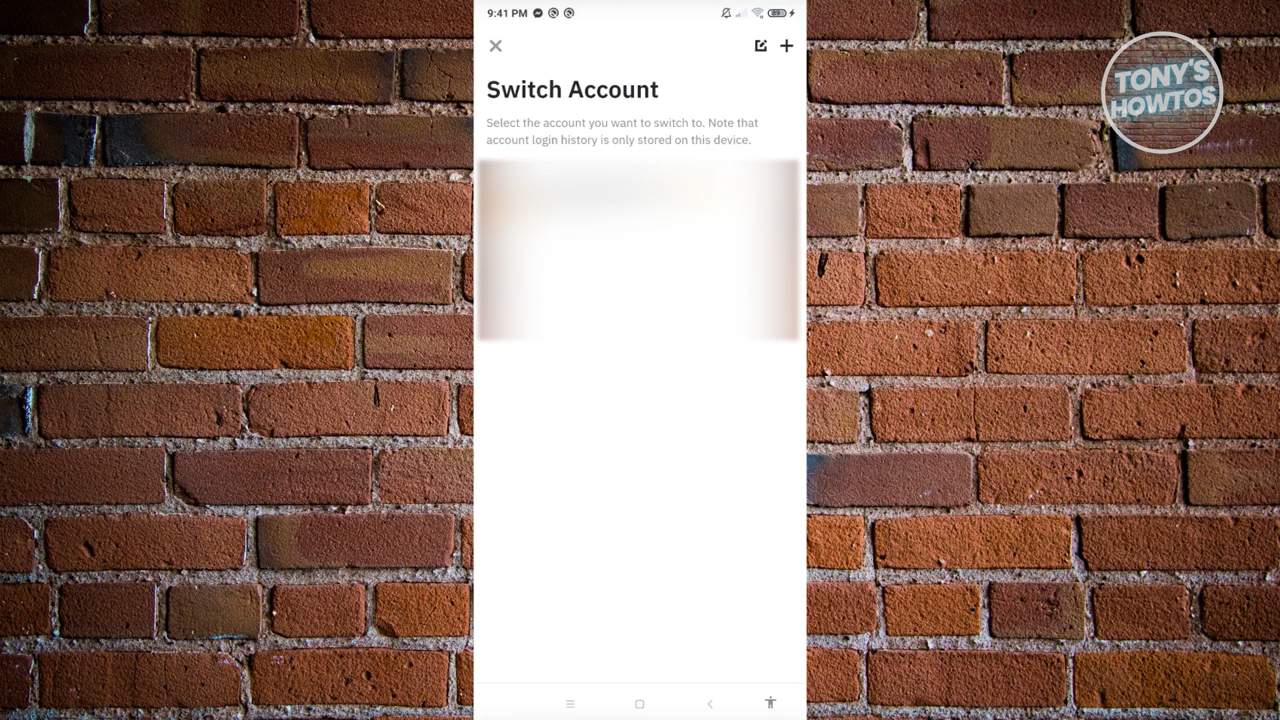 9:41 PM
89
Switch Account
Select the account you want to switch to. Note that
account login history is only stored on this device.
TONY'S
HOWTOS